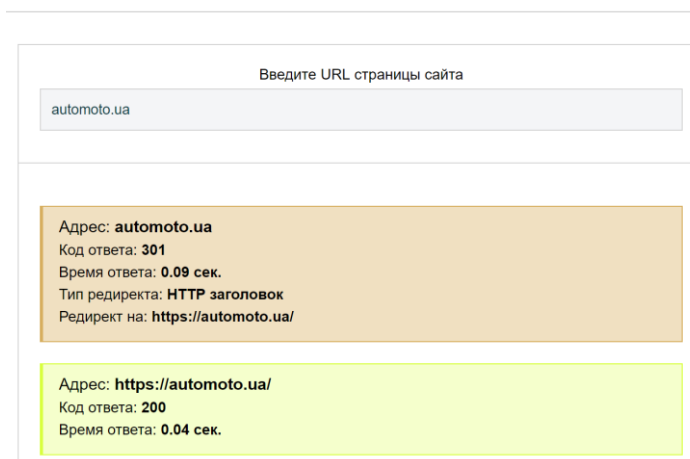 Введите URL страницы сайта
automoto.ua
Адрес: automoto.ua
Код ответа: 301
Время ответа: 0.09 сек.
Тип редиректа: HTTP заголовок
Редирект на: https://automoto.ua/
Адрес: https://automoto.ua/
Код ответа: 200
Время ответа: 0.04 сек.